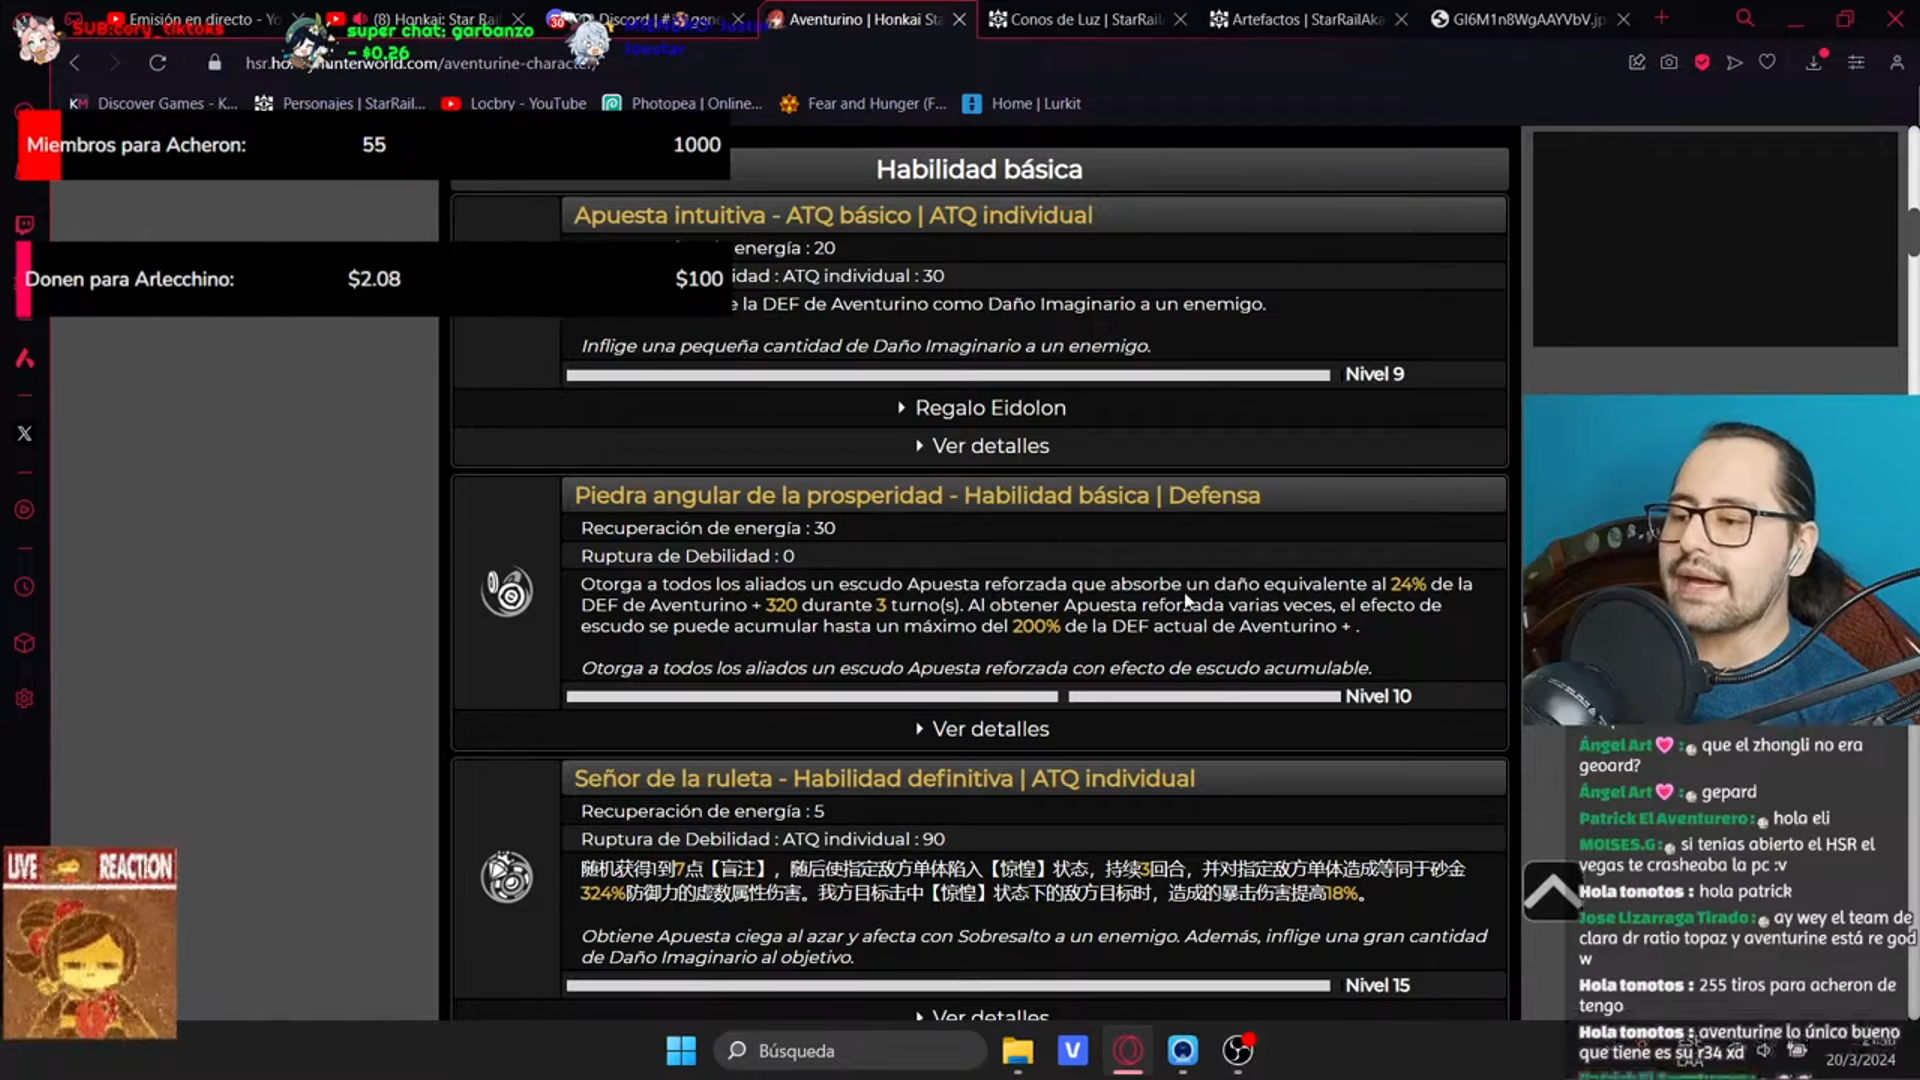 Emisión en directo - Yo
(8) Honkai: Star Rail
Discord | #
Aventurino | Honkai Sta
Conos de Luz | StarRail
Artefactos | StarRailAka
GI6M1n8WgAAYVbV.jp
SUB:cory_tiktoks
super chat: garbanzo
- $0.26
hsr.ho
unterworld.com/aventurine-character/
KM Discover Games - K...
Personajes | StarRail...
Locbry - YouTube
Photopea | Online...
Fear and Hunger (F...
Home | Lurkit
Miembros para Acheron: 55 1000
Donen para Arlecchino: $2.08 $100
Habilidad básica
Apuesta intuitiva - ATQ básico | ATQ individual
energía : 20
idad : ATQ individual : 30
e la DEF de Aventurino como Daño Imaginario a un enemigo.
Inflige una pequeña cantidad de Daño Imaginario a un enemigo.
Nivel 9
Regalo Eidolon
Ver detalles
Piedra angular de la prosperidad - Habilidad básica | Defensa
Recuperación de energía : 30
Ruptura de Debilidad : 0
Otorga a todos los aliados un escudo Apuesta reforzada que absorbe un daño equivalente al 24% de la
DEF de Aventurino + 320 durante 3 turno(s). Al obtener Apuesta reforzada varias veces, el efecto de
escudo se puede acumular hasta un máximo del 200% de la DEF actual de Aventurino + .
Otorga a todos los aliados un escudo Apuesta reforzada con efecto de escudo acumulable.
Nivel 10
Ver detalles
Señor de la ruleta - Habilidad definitiva | ATQ individual
Recuperación de energía : 5
Ruptura de Debilidad : ATQ individual : 90
随机获得1到7点【盲注】，随后使指定敌方单体陷入【惊惶】状态，持续3回合，并对指定敌方单体造成等同于砂金
324%防御力的虚数属性伤害。我方目标击中【惊惶】状态下的敌方目标时，造成的暴击伤害提高18%。
Obtiene Apuesta ciega al azar y afecta con Sobresalto a un enemigo. Además, inflige una gran cantidad
de Daño Imaginario al objetivo.
Nivel 15
Ver detalles
Ángel Art : que el zhongli no era
geoard?
Ángel Art : gepard
Patrick El Aventurero : hola eli
MOISES.G : si tenias abierto el HSR el
vegas te crasheaba la pc :v
Hola tonotos : hola patrick
Jose Lizarraga Tirado : ay wey el team de
clara dr ratio topaz y aventurine está re god
w
Hola tonotos : 255 tiros para acheron de
tengo
Hola tonotos : aventurine lo único bueno
que tiene es su r34 xd
LIVE REACTION
Búsqueda
20/3/2024